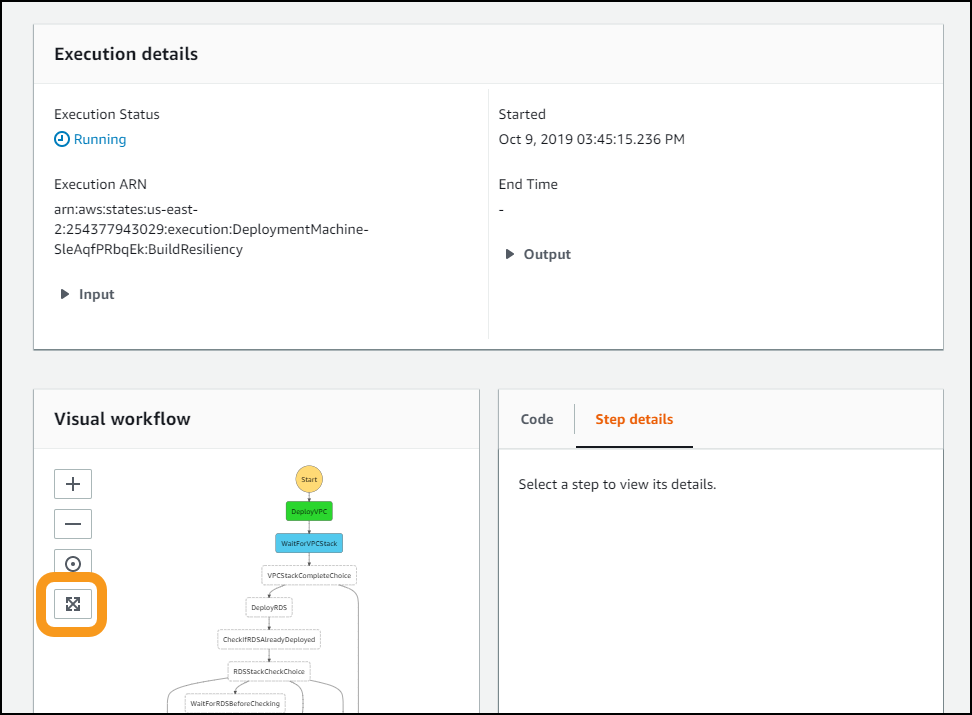 Execution details
Execution Status
Running
Execution ARN
arn:aws:states:us-east-
2:254377943029:execution:DeploymentMachine-
SleAqfPRbqEk:BuildResiliency
Input
Started
Oct 9, 2019 03:45:15.236 PM
End Time
-
Output
Visual workflow
Start
DeployVPC
WaitForVPCStack
VPCStackCompleteChoice
DeployRDS
CheckIfRDSAlreadyDeployed
RDSStackCheckChoice
WaitForRDSBeforeChecking
Code
Step details
Select a step to view its details.